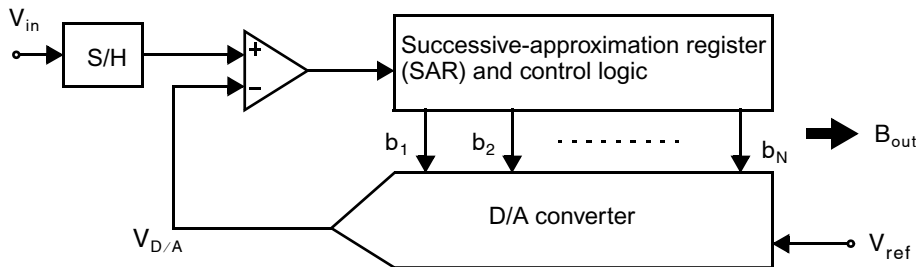 V_in
S/H
+
−
Successive-approximation register
(SAR) and control logic
b_1
b_2
b_N
B_out
D/A converter
V_D/A
V_ref